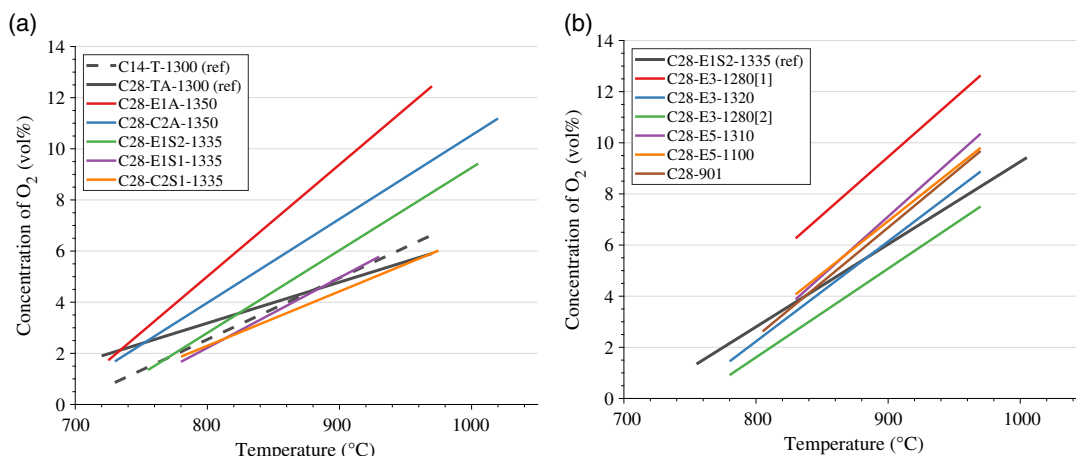 (a)
14
12
10
8
6
4
2
0
Concentration of O2 (vol%)
C14-T-1300 (ref)
C28-TA-1300 (ref)
C28-E1A-1350
C28-C2A-1350
C28-E1S2-1335
C28-E1S1-1335
C28-C2S1-1335
700 800 900 1000
Temperature (°C)
(b)
14
12
10
8
6
4
2
0
Concentration of O2 (vol%)
C28-E1S2-1335 (ref)
C28-E3-1280[1]
C28-E3-1320
C28-E3-1280[2]
C28-E5-1310
C28-E5-1100
C28-901
700 800 900 1000
Temperature (°C)